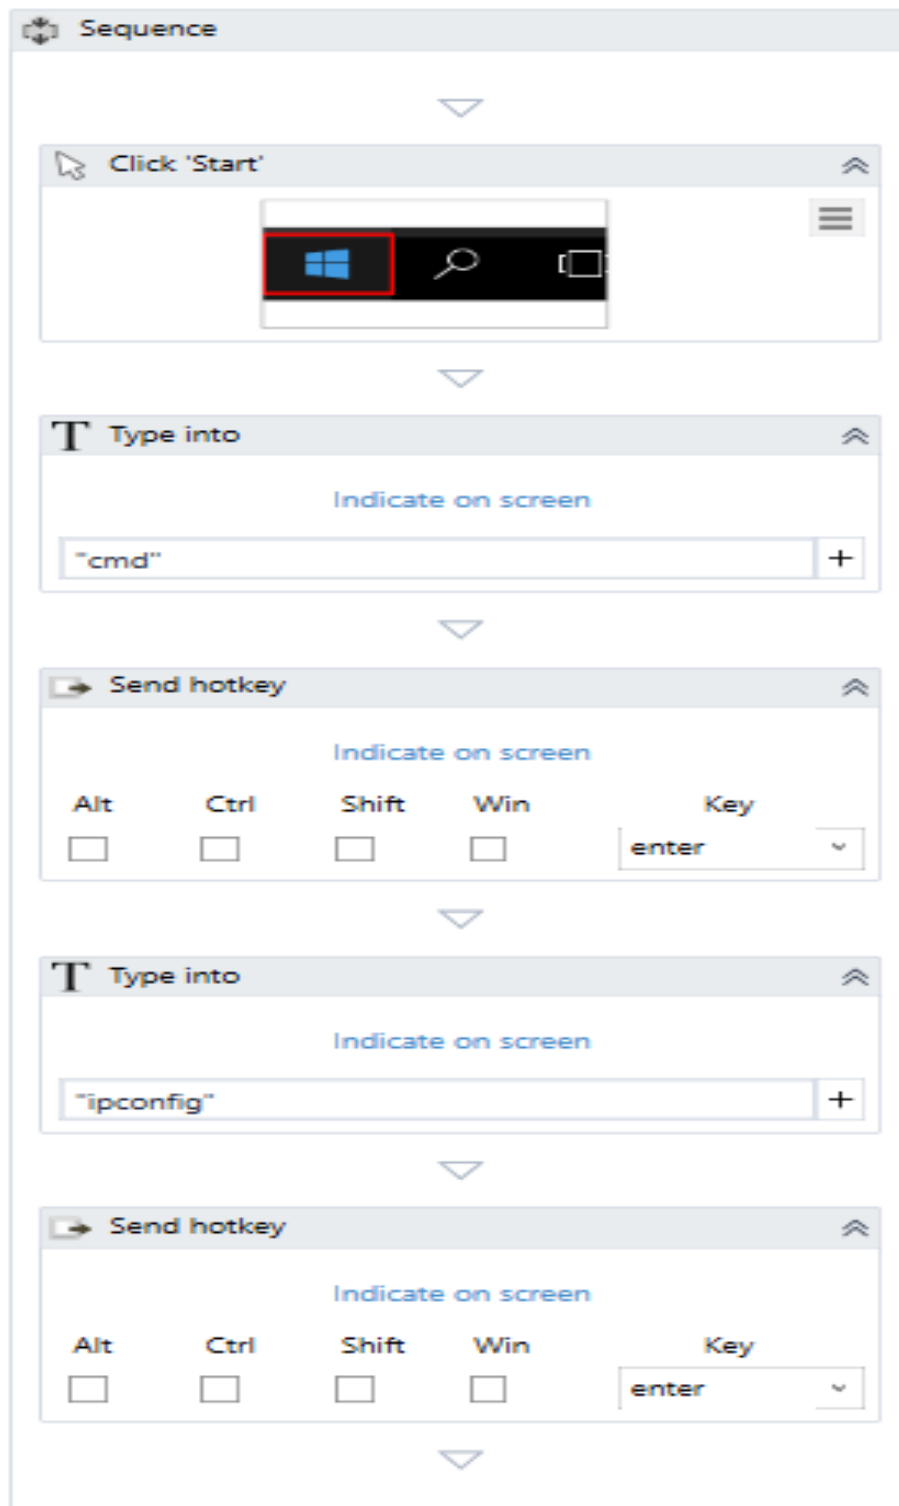 Sequence
Click 'Start'
Type into
Indicate on screen
"cmd"
Send hotkey
Indicate on screen
Alt Ctrl Shift Win Key
enter
Type into
Indicate on screen
"ipconfig"
Send hotkey
Indicate on screen
Alt Ctrl Shift Win Key
enter